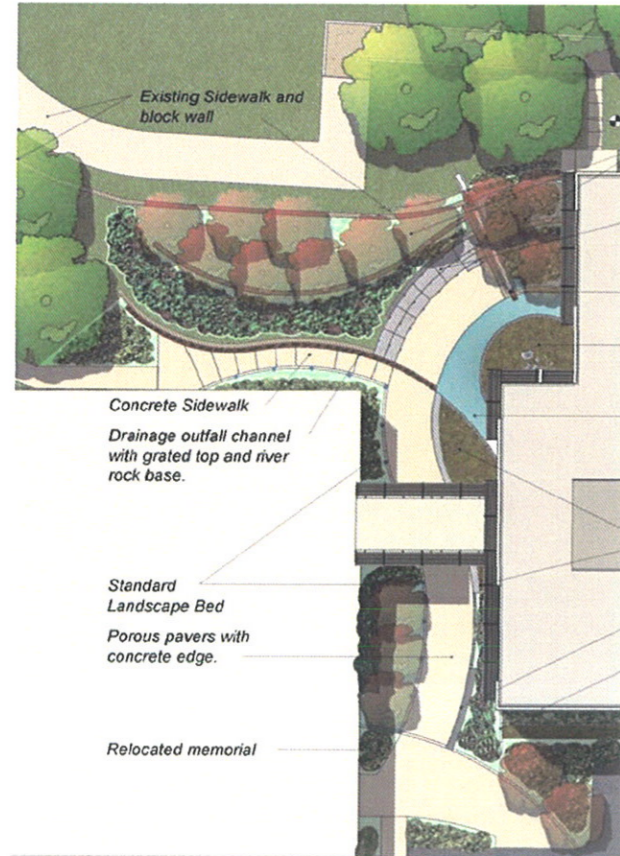 Existing Sidewalk and
block wall
Concrete Sidewalk
Drainage outfall channel
with grated top and river
rock base.
Standard
Landscape Bed
Porous pavers with
concrete edge.
Relocated memorial